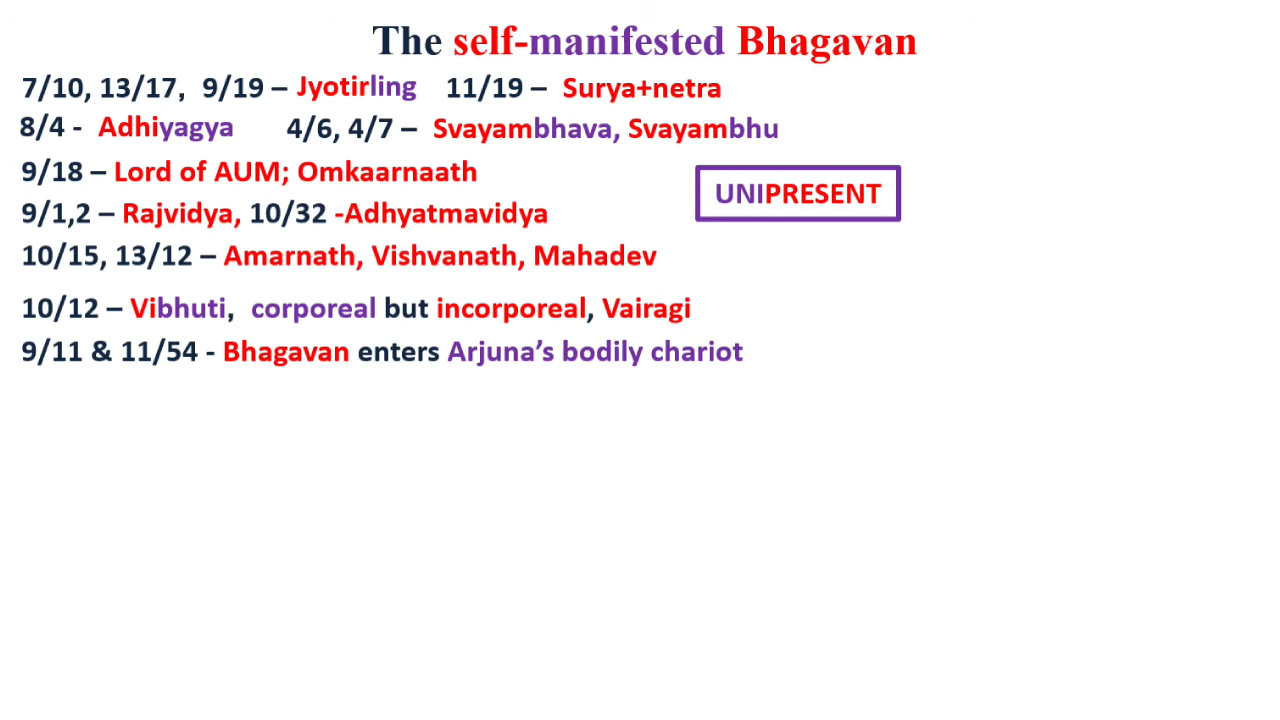 The self-manifested Bhagavan
7/10, 13/17,  9/19 – Jyotirling   11/19 –  Surya+netra
8/4 -  Adhiyagya   4/6, 4/7 –  Svayambhava, Svayambhu
9/18 – Lord of AUM; Omkaarnaath
UNIPRESENT
9/1,2 – Rajvidya, 10/32 -Adhyatmavidya
10/15, 13/12 – Amarnath, Vishvanath, Mahadev
10/12 – Vibhuti,  corporeal but incorporeal, Vairagi
9/11 & 11/54 - Bhagavan enters Arjuna’s bodily chariot